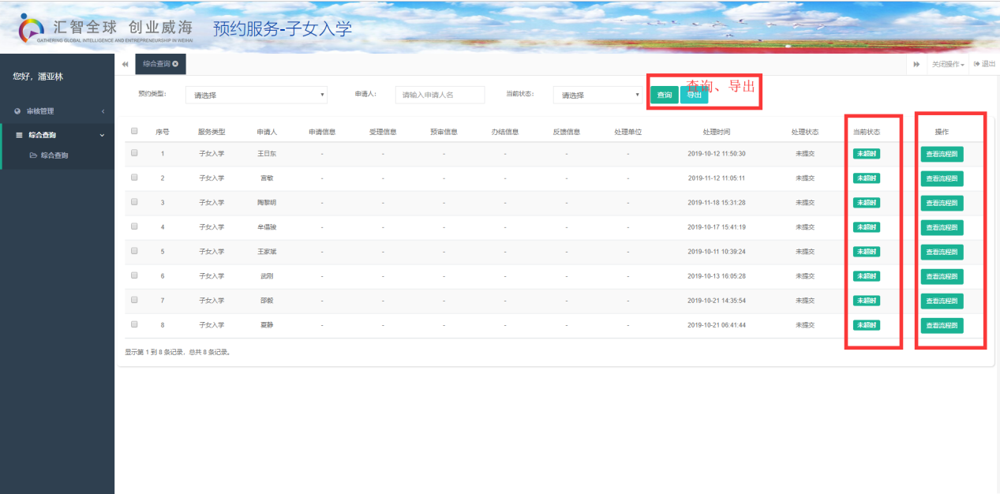 汇智全球 创业威海
GATHERING GLOBAL INTELLIGENCE AND ENTREPRENEURSHIP IN WEIHAI
预约服务-子女入学
您好，潘亚林
审核管理
综合查询
综合查询
综合查询
关闭操作
退出
预约类型： 请选择 申请人： 请输入申请人名 当前状态： 请选择 查询 导出
查询、导出
序号 服务类型 申请人 申请信息 受理信息 预审信息 办结信息 反馈信息 处理单位 处理时间 处理状态 当前状态 操作
1 子女入学 王日东 - - - - - - 2019-10-12 11:50:30 未提交 未超时 查看流程图
2 子女入学 宫敏 - - - - - - 2019-11-12 11:05:11 未提交 未超时 查看流程图
3 子女入学 陶黎明 - - - - - - 2019-11-18 15:31:28 未提交 未超时 查看流程图
4 子女入学 牟倡骏 - - - - - - 2019-10-17 15:41:19 未提交 未超时 查看流程图
5 子女入学 王家斌 - - - - - - 2019-10-11 10:39:24 未提交 未超时 查看流程图
6 子女入学 武刚 - - - - - - 2019-10-13 16:05:28 未提交 未超时 查看流程图
7 子女入学 邵毅 - - - - - - 2019-10-21 14:35:54 未提交 未超时 查看流程图
8 子女入学 夏静 - - - - - - 2019-10-21 06:41:44 未提交 未超时 查看流程图
显示第 1 到 8 条记录，总共 8 条记录。